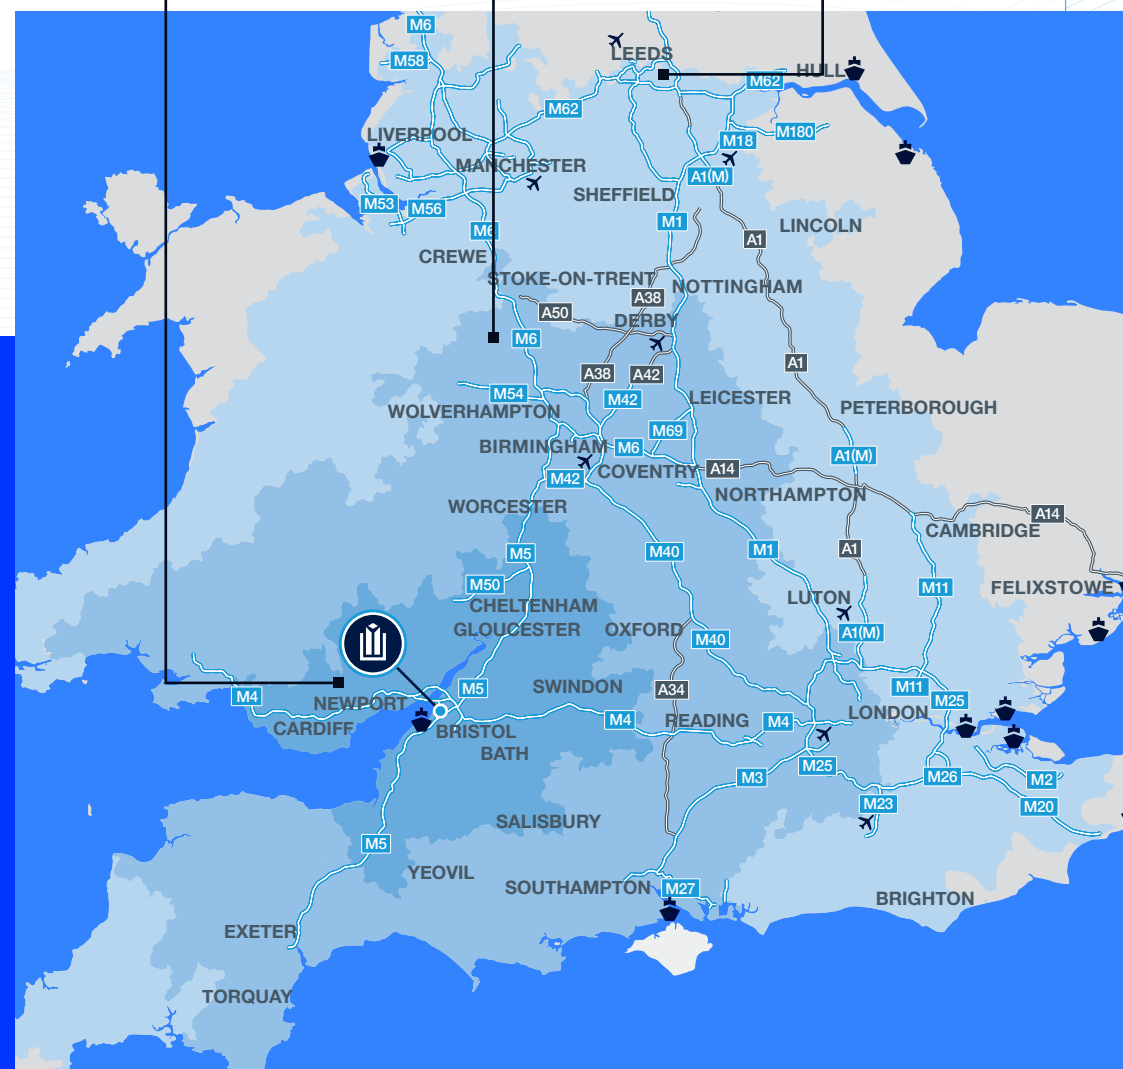 M6
LEEDS
M58
HULL
M62
M62
LIVERPOOL
M180
M18
MANCHESTER
A1(M)
SHEFFIELD
M53
M56
M1
LINCOLN
M6
A1
CREWE
STOKE-ON-TRENT
NOTTINGHAM
A38
A50
DERBY
M6
A1
A38
A42
M54
M42
LEICESTER
WOLVERHAMPTON
PETERBOROUGH
M69
BIRMINGHAM
M6
A1(M)
COVENTRY
A14
M42
NORTHAMPTON
WORCESTER
A14
CAMBRIDGE
M5
M40
M1
A1
M50
M11
FELIXSTOWE
CHELTENHAM
LUTON
GLOUCESTER
OXFORD
A1(M)
M40
M5
SWINDON
A34
M11
M4
M25
NEWPORT
LONDON
CARDIFF
M4
READING
M4
BRISTOL
BATH
M25
M3
M26
M2
M23
M20
SALISBURY
M5
YEOVIL
SOUTHAMPTON
M27
BRIGHTON
EXETER
TORQUAY